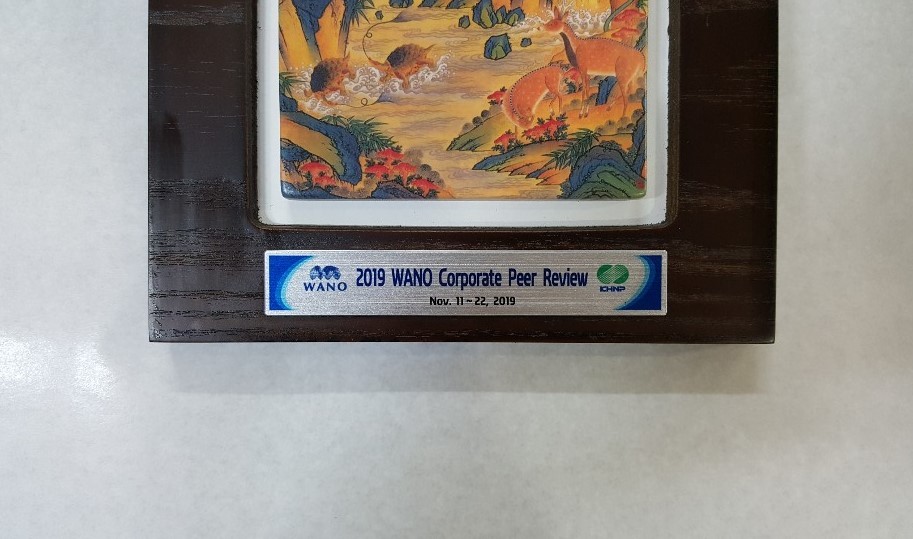 WANO
2019 WANO Corporate Peer Review
KHNP
Nov. 11~22, 2019